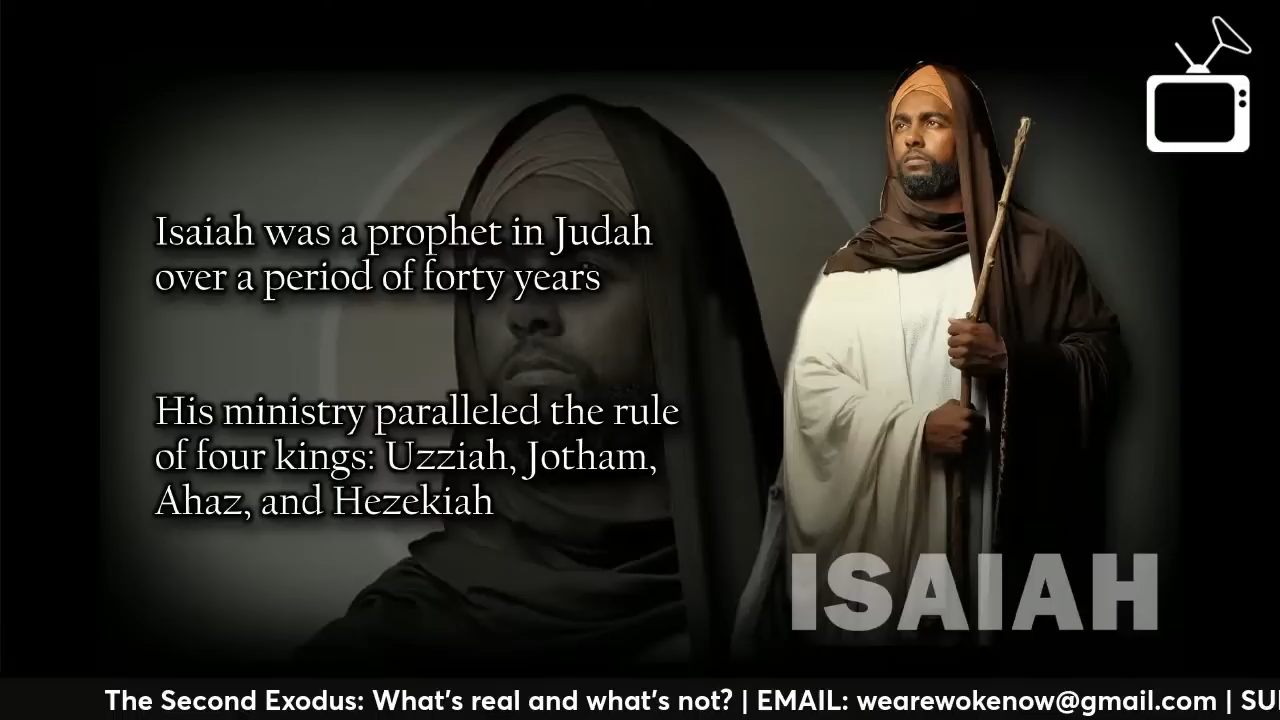 Isaiah was a prophet in Judah
over a period of forty years
His ministry paralleled the rule
of four kings: Uzziah, Jotham,
Ahaz, and Hezekiah
ISAIAH
The Second Exodus: What's real and what's not? | EMAIL: wearewokenow@gmail.com |